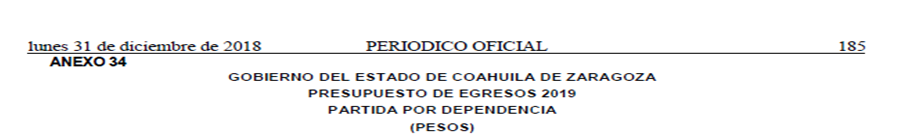 lunes 31 de diciembre de 2018 PERIODICO OFICIAL 185
ANEXO 34
GOBIERNO DEL ESTADO DE COAHUILA DE ZARAGOZA
PRESUPUESTO DE EGRESOS 2019
PARTIDA POR DEPENDENCIA
(PESOS)